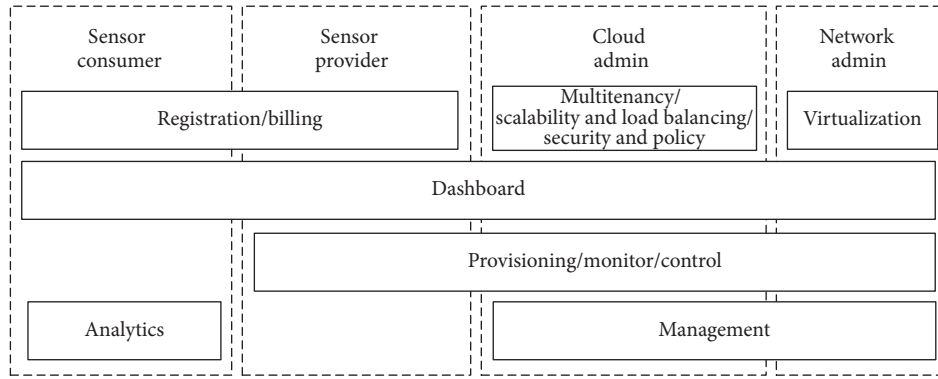 Sensor
consumer
Sensor
provider
Cloud
admin
Network
admin
Registration/billing
Multitenancy/
scalability and load balancing/
security and policy
Virtualization
Dashboard
Provisioning/monitor/control
Analytics
Management